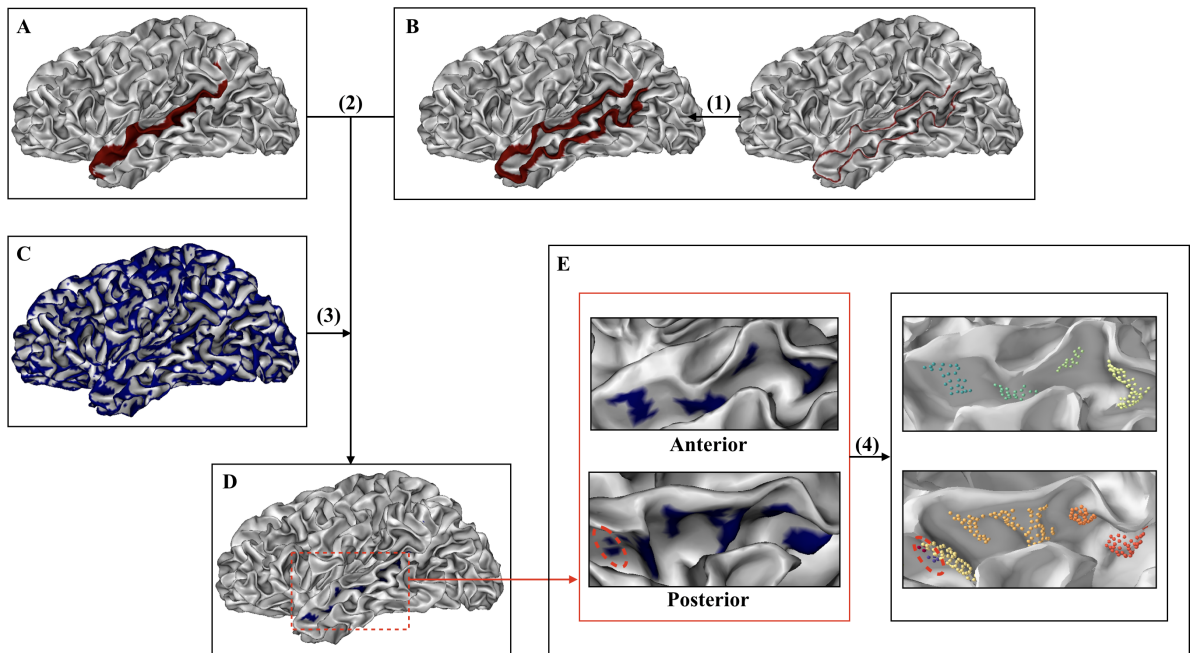 A
B
(2)
(1)
C
(3)
D
E
Anterior
(4)
Posterior